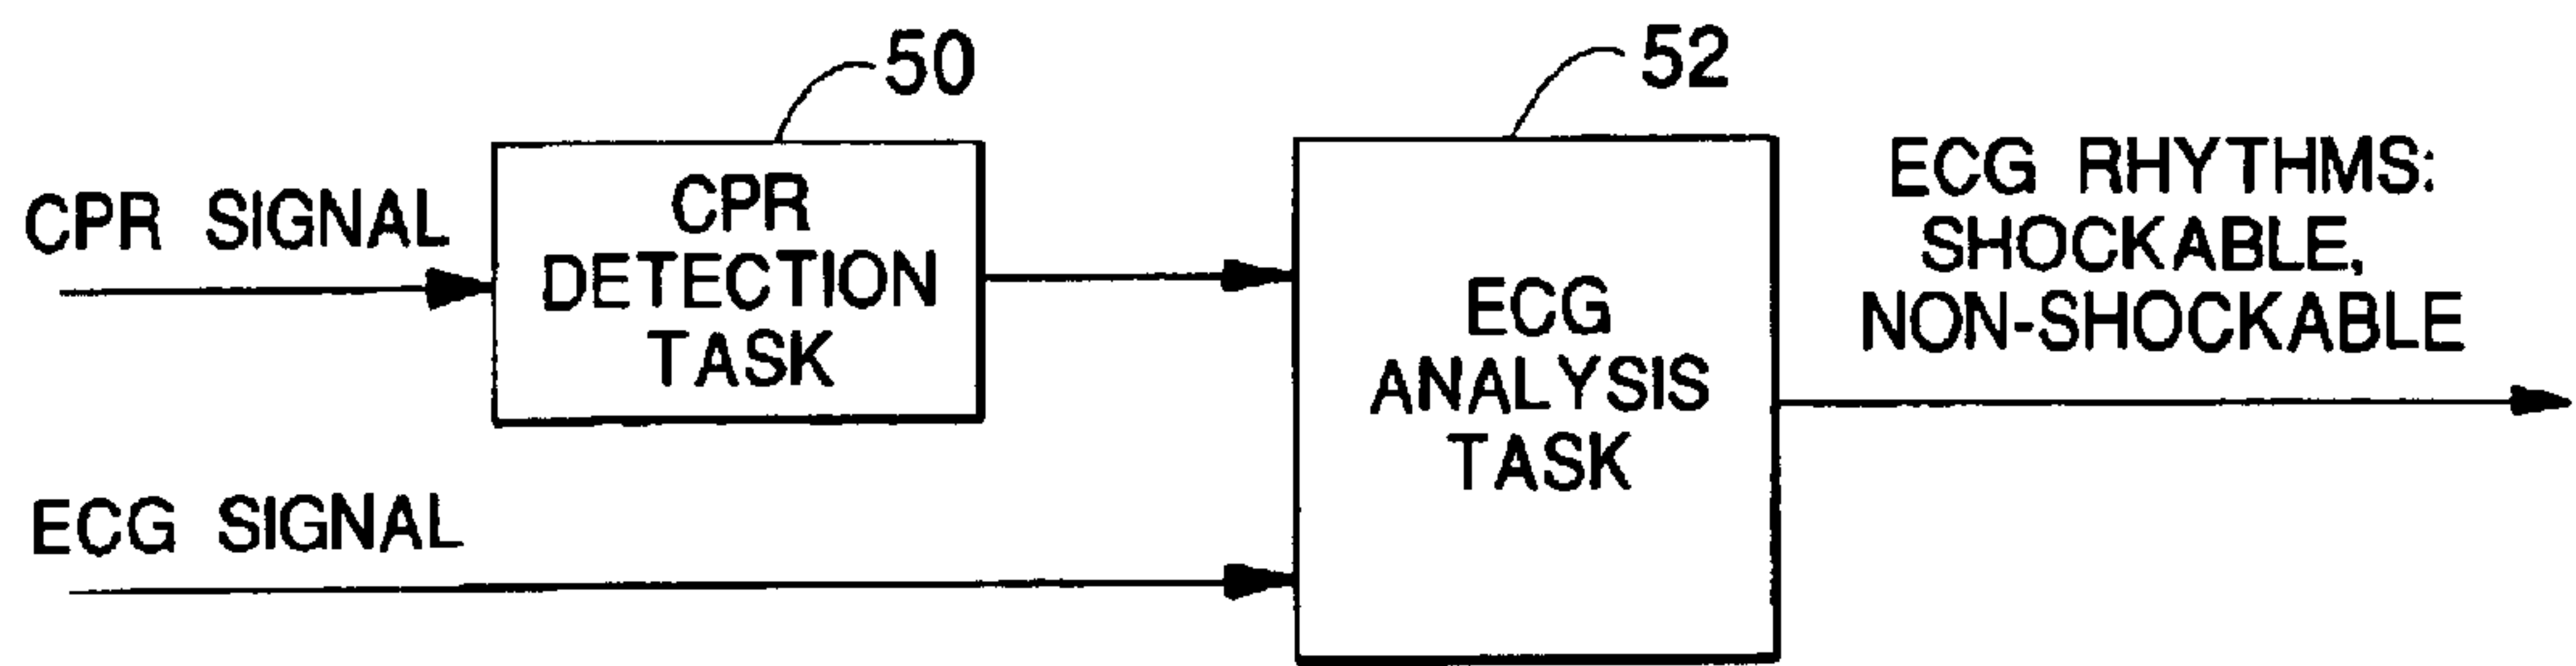 50
52
CPR SIGNAL
CPR
DETECTION
TASK
ECG SIGNAL
ECG
ANALYSIS
TASK
ECG RHYTHMS:
SHOCKABLE,
NON-SHOCKABLE